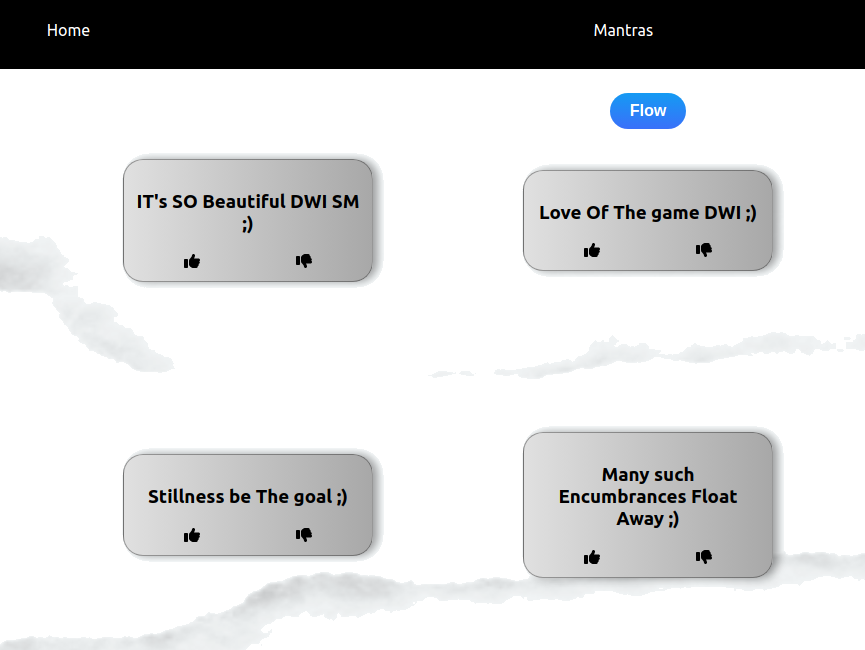 Home
Mantras
Flow
IT's SO Beautiful DWI SM
;)
Love Of The game DWI ;)
Stillness be The goal ;)
Many such
Encumbrances Float
Away ;)